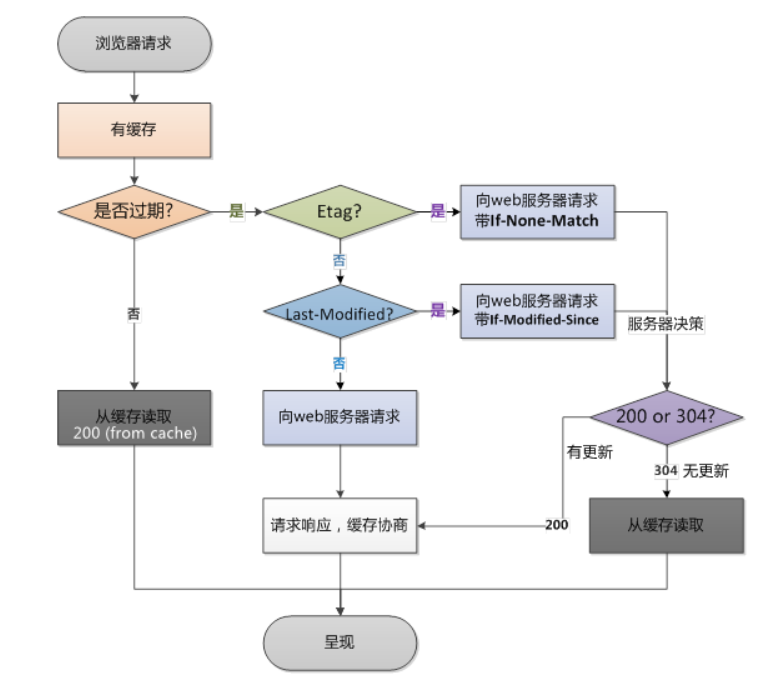 浏览器请求
有缓存
是否过期?
是
Etag?
是
向web服务器请求
带If-None-Match
否
否
Last-Modified?
是
向web服务器请求
带If-Modified-Since
服务器决策
否
从缓存读取
200 (from cache)
向web服务器请求
200 or 304?
有更新
304 无更新
请求响应，缓存协商
200
从缓存读取
呈现